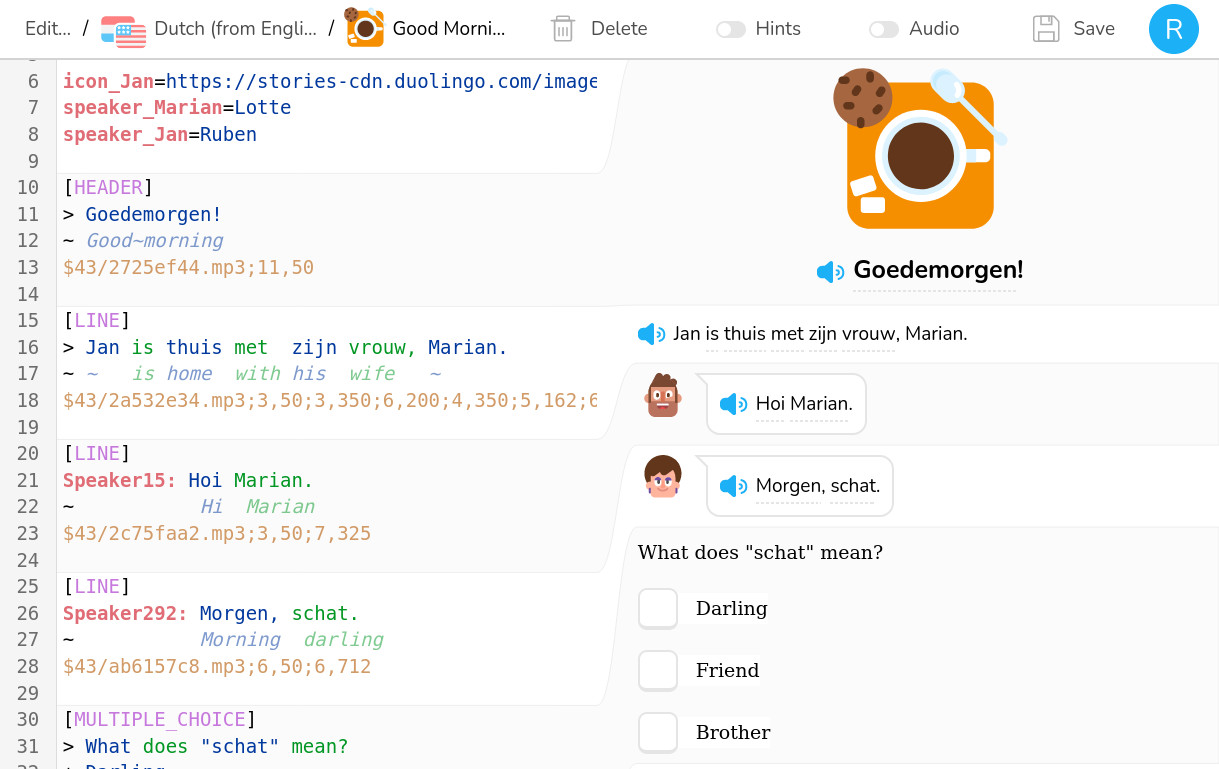 Edit... / Dutch (from Engli... / Good Morni... Delete Hints Audio Save R
6 icon_Jan=https://stories-cdn.duolingo.com/image
7 speaker_Marian=Lotte
8 speaker_Jan=Ruben
9
10 [HEADER]
11 > Goedemorgen!
12 ~ Good~morning
13 $43/2725ef44.mp3;11,50
14
15 [LINE]
16 > Jan is thuis met  zijn vrouw, Marian.
17 ~ ~   is home  with his  wife   ~
18 $43/2a532e34.mp3;3,50;3,350;6,200;4,350;5,162;6
19
20 [LINE]
21 Speaker15: Hoi Marian.
22 ~           Hi  Marian
23 $43/2c75faa2.mp3;3,50;7,325
24
25 [LINE]
26 Speaker292: Morgen, schat.
27 ~           Morning  darling
28 $43/ab6157c8.mp3;6,50;6,712
29
30 [MULTIPLE_CHOICE]
31 > What does "schat" mean?
Goedemorgen!
Jan is thuis met zijn vrouw, Marian.
Hoi Marian.
Morgen, schat.
What does "schat" mean?
Darling
Friend
Brother